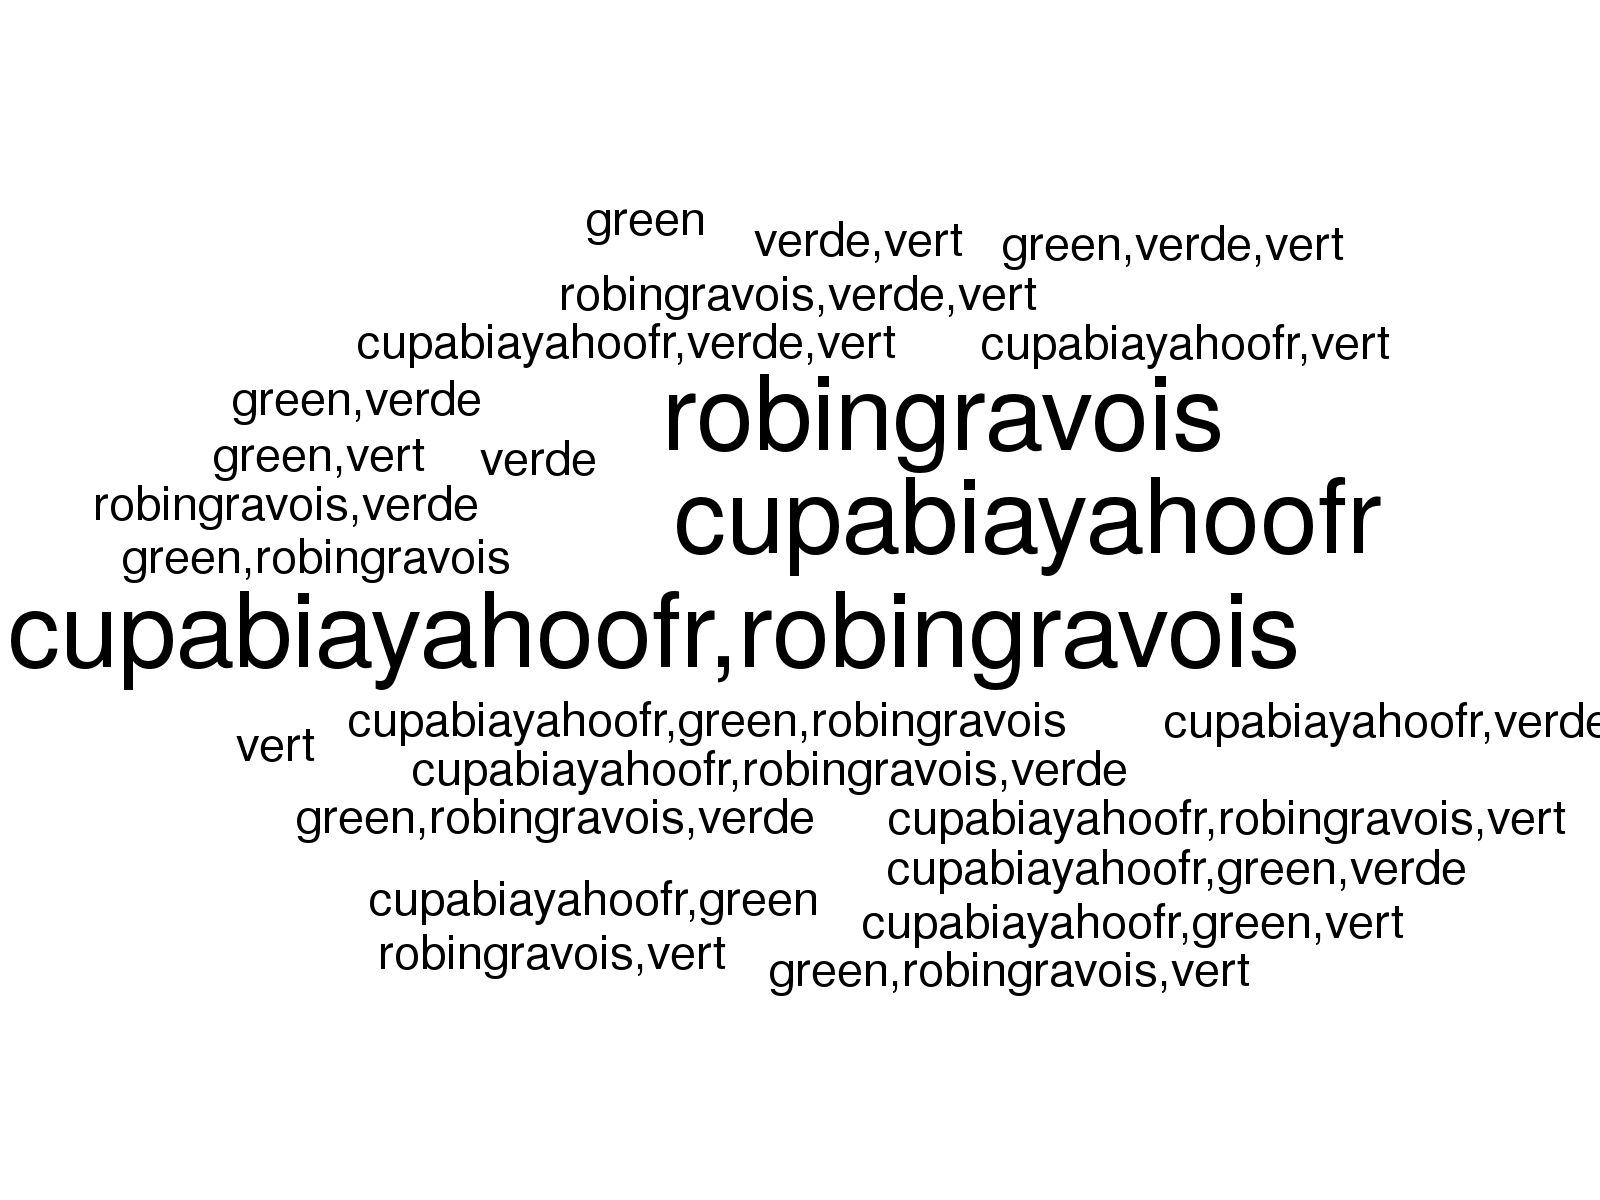 green
verde,vert
green,verde,vert
robingravois,verde,vert
cupabiayahoofr,verde,vert
cupabiayahoofr,vert
green,verde
robingravois
green,vert
verde
robingravois,verde
cupabiayahoofr
green,robingravois
cupabiayahoofr,robingravois
cupabiayahoofr,green,robingravois
cupabiayahoofr,verde
vert
cupabiayahoofr,robingravois,verde
green,robingravois,verde
cupabiayahoofr,robingravois,vert
cupabiayahoofr,green,verde
cupabiayahoofr,green
cupabiayahoofr,green,vert
robingravois,vert
green,robingravois,vert